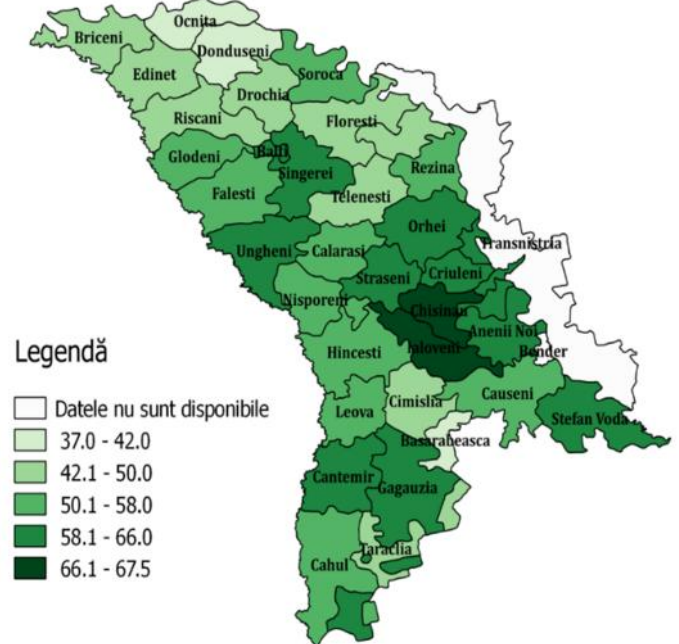 Ocnita
Briceni
Donduseni
Edinet
Soroca
Drochia
Riscani
Floresti
Glodeni
Balti
Singerei
Rezina
Falesti
Telenesti
Orhei
Transnistria
Ungheni
Calarasi
Straseni
Criuleni
Nisporeni
Chisinau
Anenii Noi
Ialoveni
Bender
Hincesti
Causeni
Cimislia
Leova
Stefan Voda
Basarabeasca
Cantemir
Gagauzia
Taraclia
Cahul
Legendă
Datele nu sunt disponibile
37.0 - 42.0
42.1 - 50.0
50.1 - 58.0
58.1 - 66.0
66.1 - 67.5